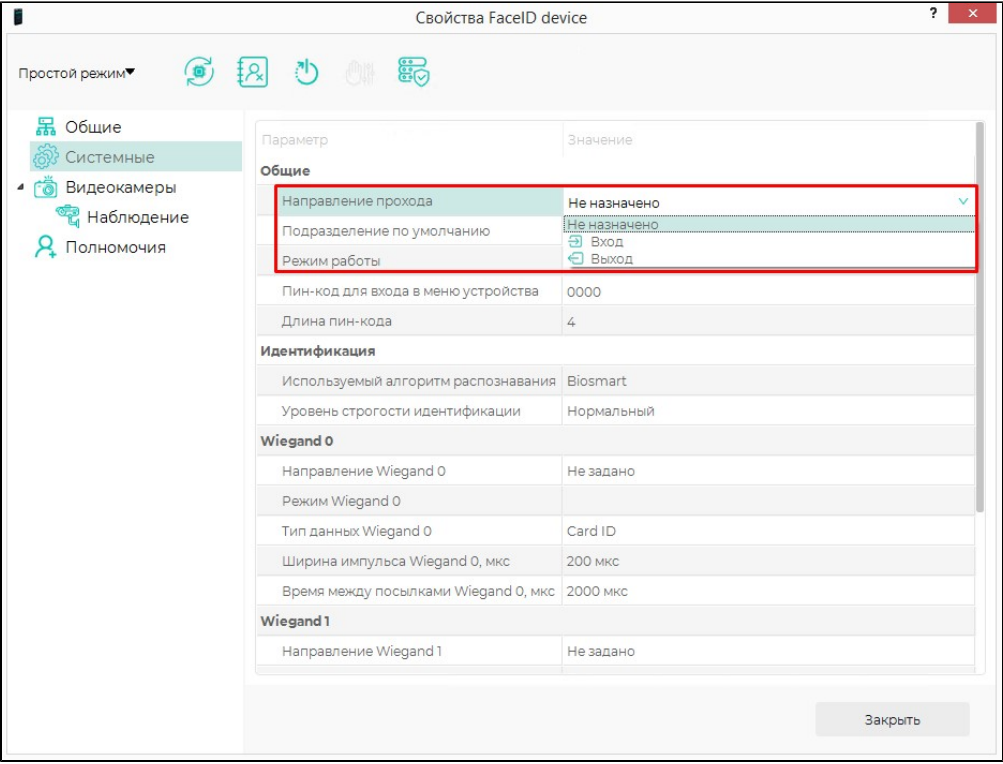 Свойства FaceID device
?
Простой режим
Общие
Системные
Видеокамеры
Наблюдение
Полномочия
Параметр Значение
Общие
Направление прохода Не назначено
Не назначено
Подразделение по умолчанию
Вход
Режим работы Выход
Пин-код для входа в меню устройства 0000
Длина пин-кода 4
Идентификация
Используемый алгоритм распознавания Biosmart
Уровень строгости идентификации Нормальный
Wiegand 0
Направление Wiegand 0 Не задано
Режим Wiegand 0
Тип данных Wiegand 0 Card ID
Ширина импульса Wiegand 0, мкс 200 мкс
Время между посылками Wiegand 0, мкс 2000 мкс
Wiegand 1
Направление Wiegand 1 Не задано
Закрыть